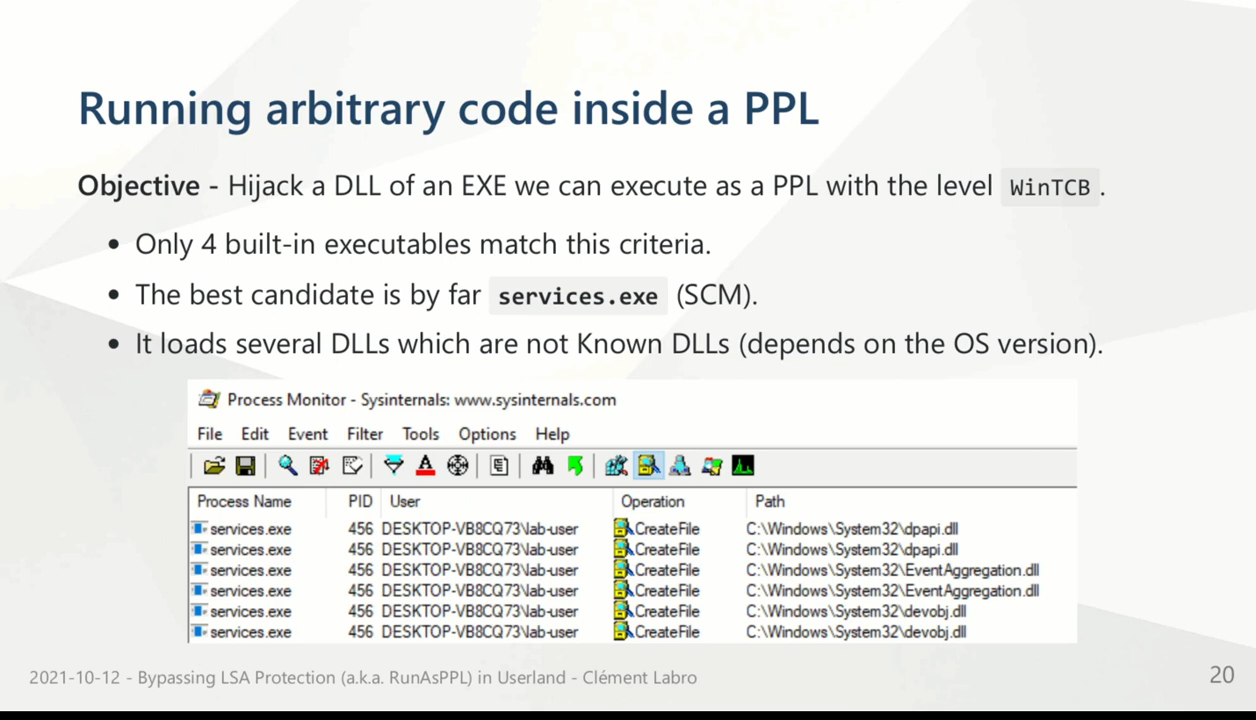 Running arbitrary code inside a PPL
Objective - Hijack a DLL of an EXE we can execute as a PPL with the level WinTCB .
• Only 4 built-in executables match this criteria.
• The best candidate is by far services.exe (SCM).
• It loads several DLLs which are not Known DLLs (depends on the OS version).
Process Monitor - Sysinternals: www.sysinternals.com
File Edit Event Filter Tools Options Help
Process Name PID User Operation Path
services.exe 456 DESKTOP-VB8CQ73\lab-user CreateFile C:\Windows\System32\dpapi.dll
services.exe 456 DESKTOP-VB8CQ73\lab-user CreateFile C:\Windows\System32\dpapi.dll
services.exe 456 DESKTOP-VB8CQ73\lab-user CreateFile C:\Windows\System32\EventAggregation.dll
services.exe 456 DESKTOP-VB8CQ73\lab-user CreateFile C:\Windows\System32\EventAggregation.dll
services.exe 456 DESKTOP-VB8CQ73\lab-user CreateFile C:\Windows\System32\devobj.dll
services.exe 456 DESKTOP-VB8CQ73\lab-user CreateFile C:\Windows\System32\devobj.dll
2021-10-12 - Bypassing LSA Protection (a.k.a. RunAsPPL) in Userland - Clément Labro 20